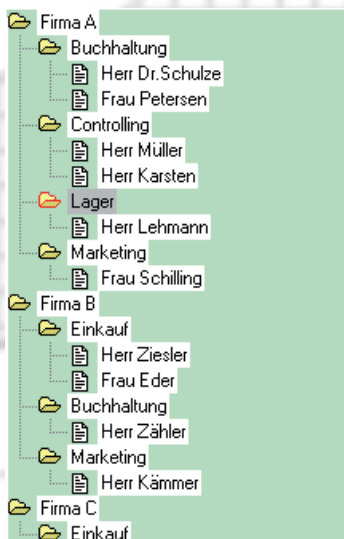 Firma A
Buchhaltung
Herr Dr.Schulze
Frau Petersen
Controlling
Herr Müller
Herr Karsten
Lager
Herr Lehmann
Marketing
Frau Schilling
Firma B
Einkauf
Herr Ziesler
Frau Eder
Buchhaltung
Herr Zähler
Marketing
Herr Kämmer
Firma C
Einkauf